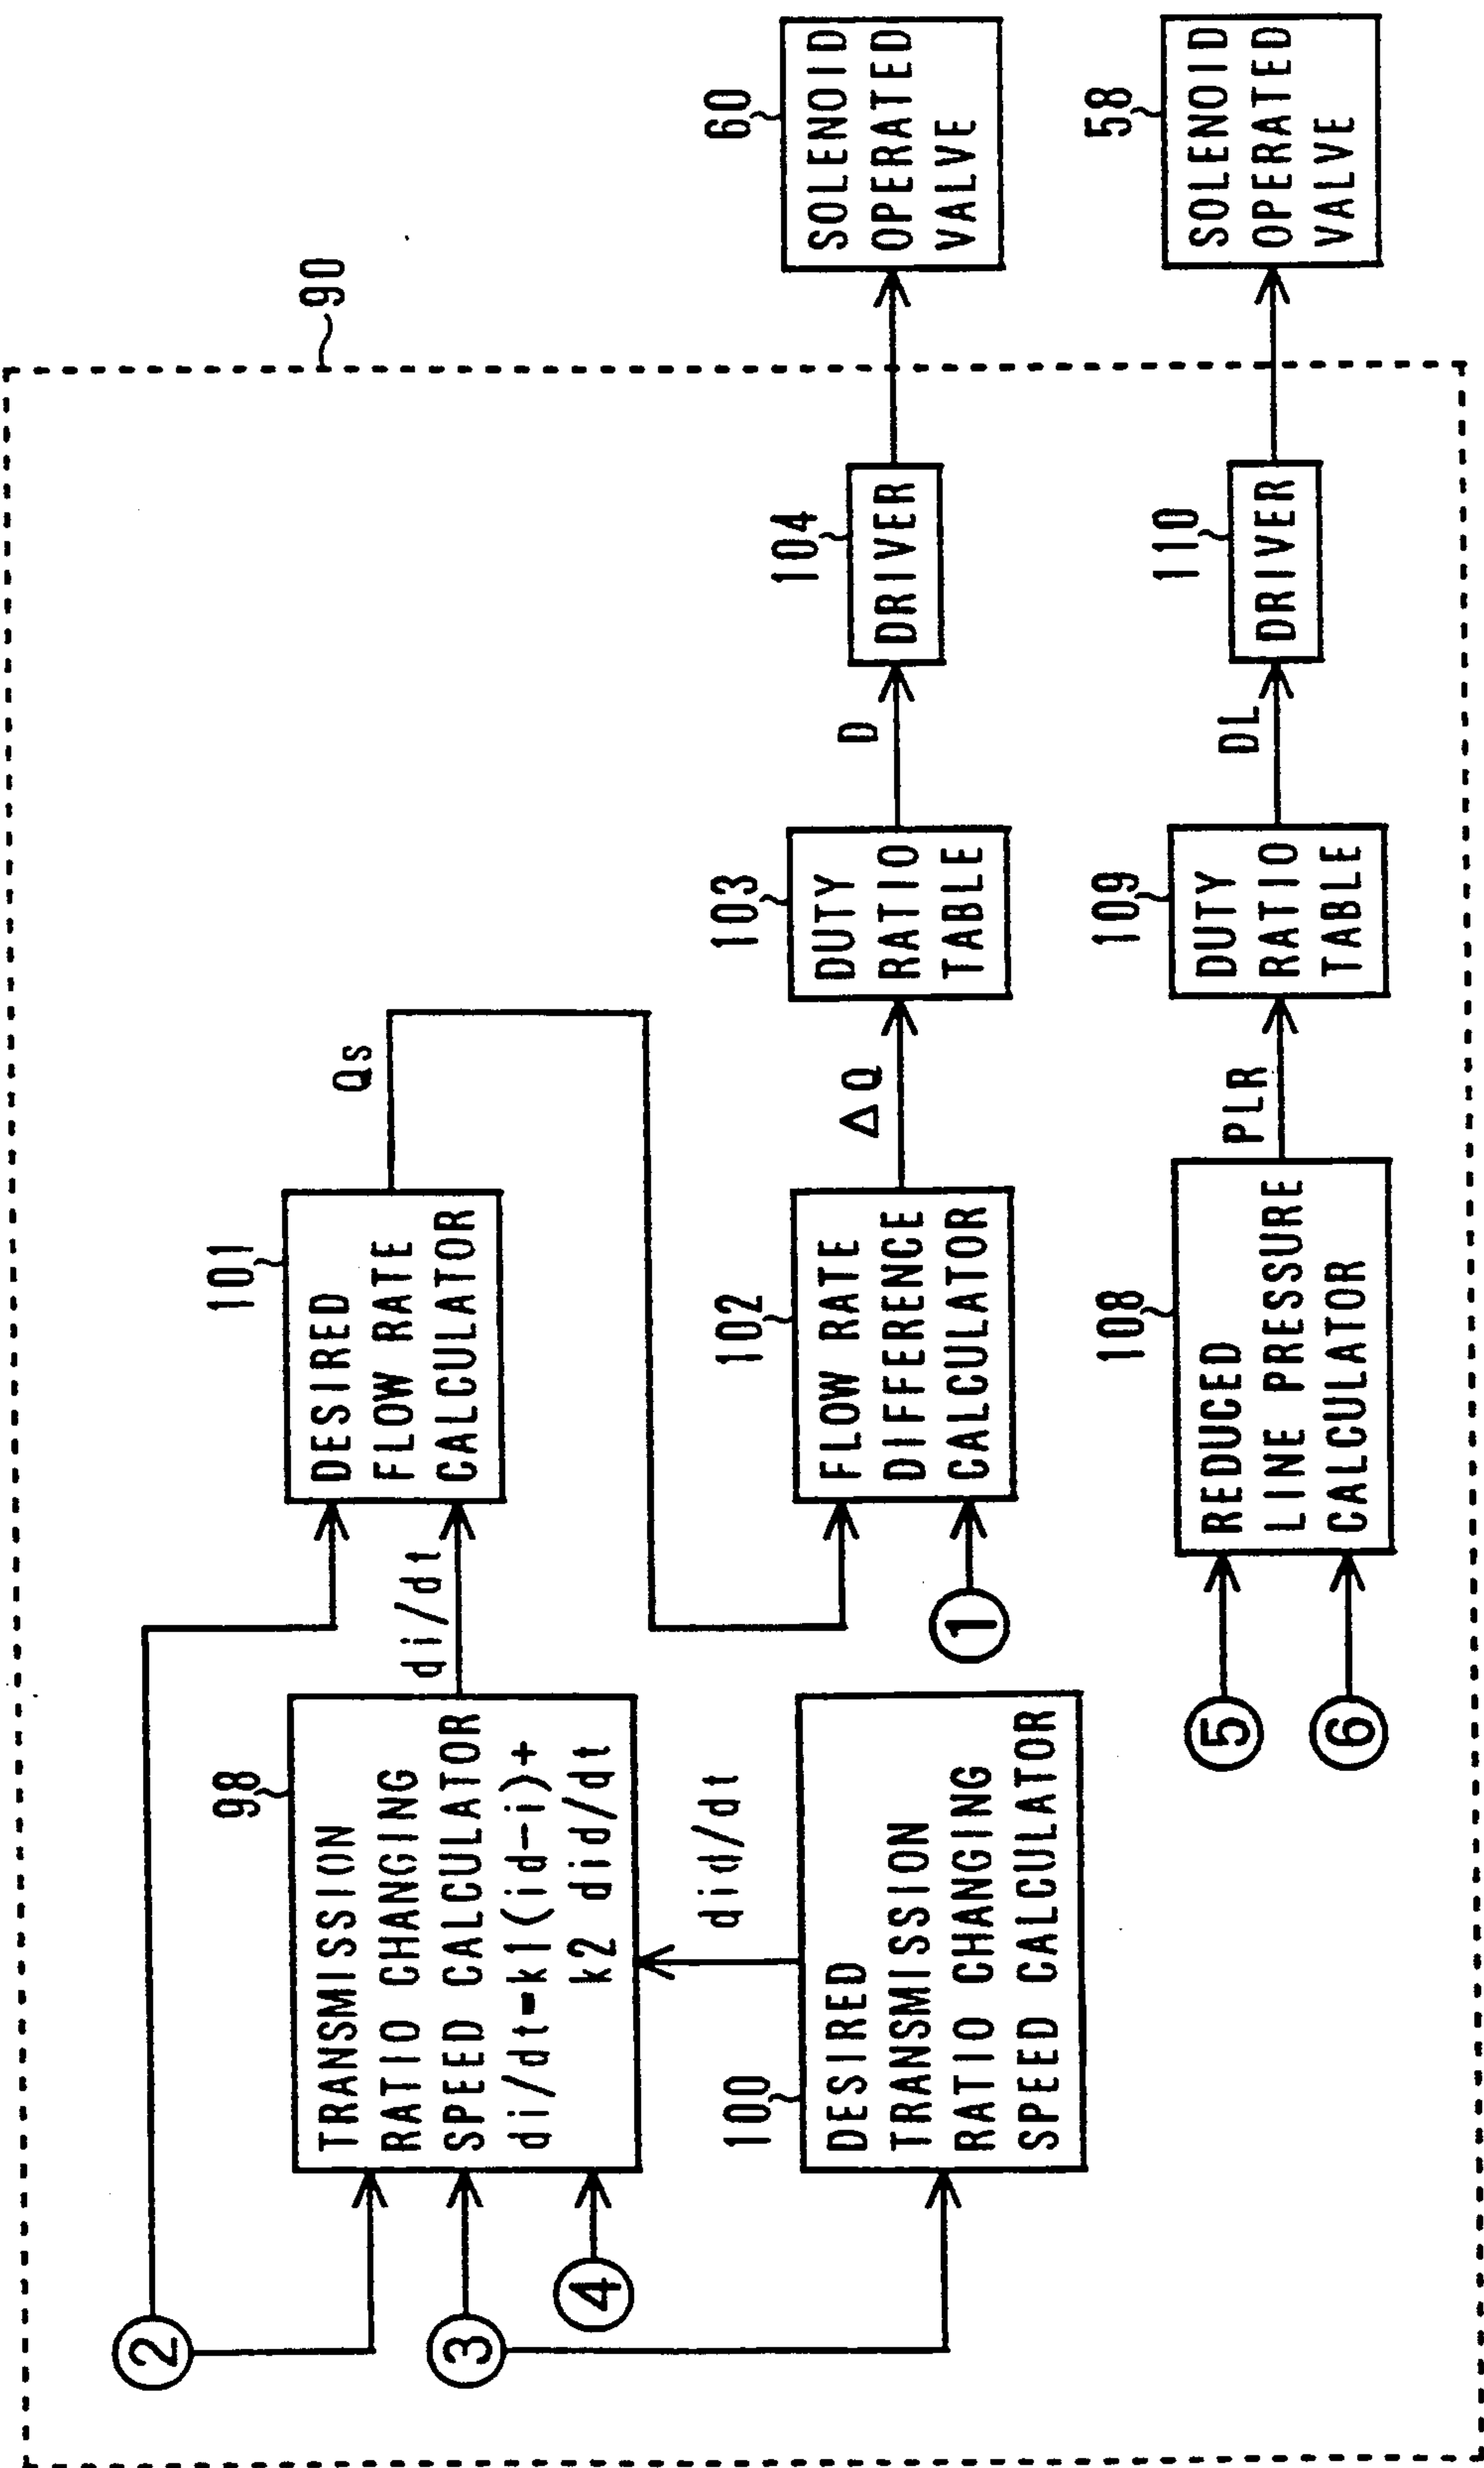 90
2
98
TRANSMISSION
RATIO CHANGING
SPEED CALCULATOR
di/dt=k1(id-i)+
k2 did/dt
di/dt
101
DESIRED
FLOW RATE
CALCULATOR
Qs
3
4
100
DESIRED
TRANSMISSION
RATIO CHANGING
SPEED CALCULATOR
did/dt
1
102
FLOW RATE
DIFFERENCE
CALCULATOR
ΔQ
103
DUTY
RATIO
TABLE
D
104
DRIVER
60
SOLENOID
OPERATED
VALVE
5
6
108
REDUCED
LINE PRESSURE
CALCULATOR
PLR
109
DUTY
RATIO
TABLE
DL
110
DRIVER
58
SOLENOID
OPERATED
VALVE